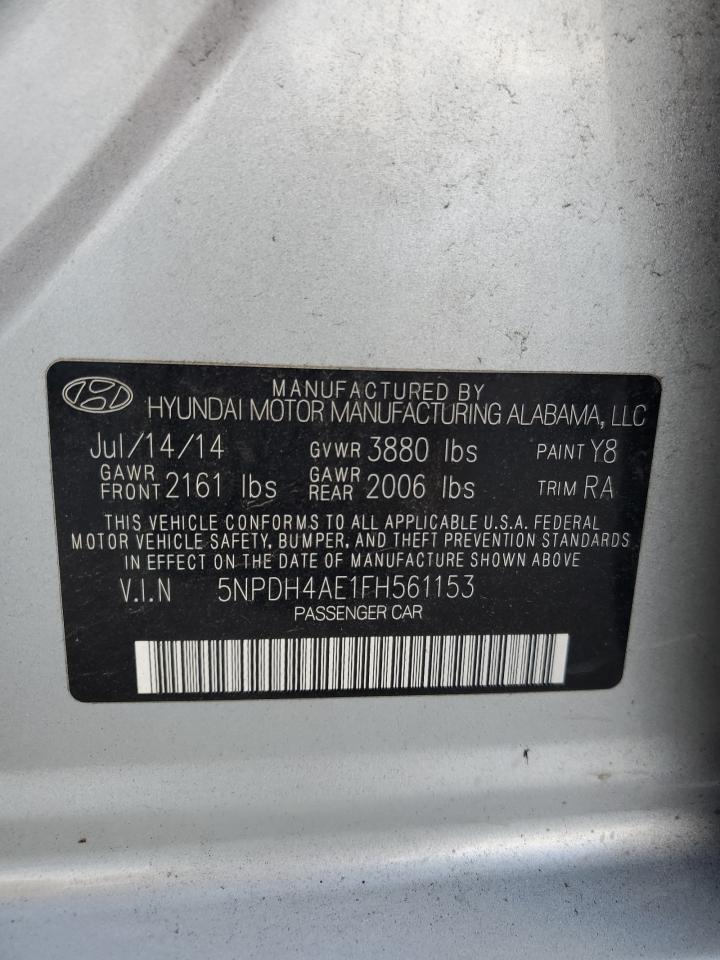 MANUFACTURED BY
HYUNDAI MOTOR MANUFACTURING ALABAMA, LLC
Jul/14/14 GVWR 3880 lbs PAINT Y8
GAWR FRONT 2161 lbs GAWR REAR 2006 lbs TRIM RA
THIS VEHICLE CONFORMS TO ALL APPLICABLE U.S.A. FEDERAL
MOTOR VEHICLE SAFETY, BUMPER, AND THEFT PREVENTION STANDARDS
IN EFFECT ON THE DATE OF MANUFACTURE SHOWN ABOVE
V.I.N 5NPDH4AE1FH561153
PASSENGER CAR